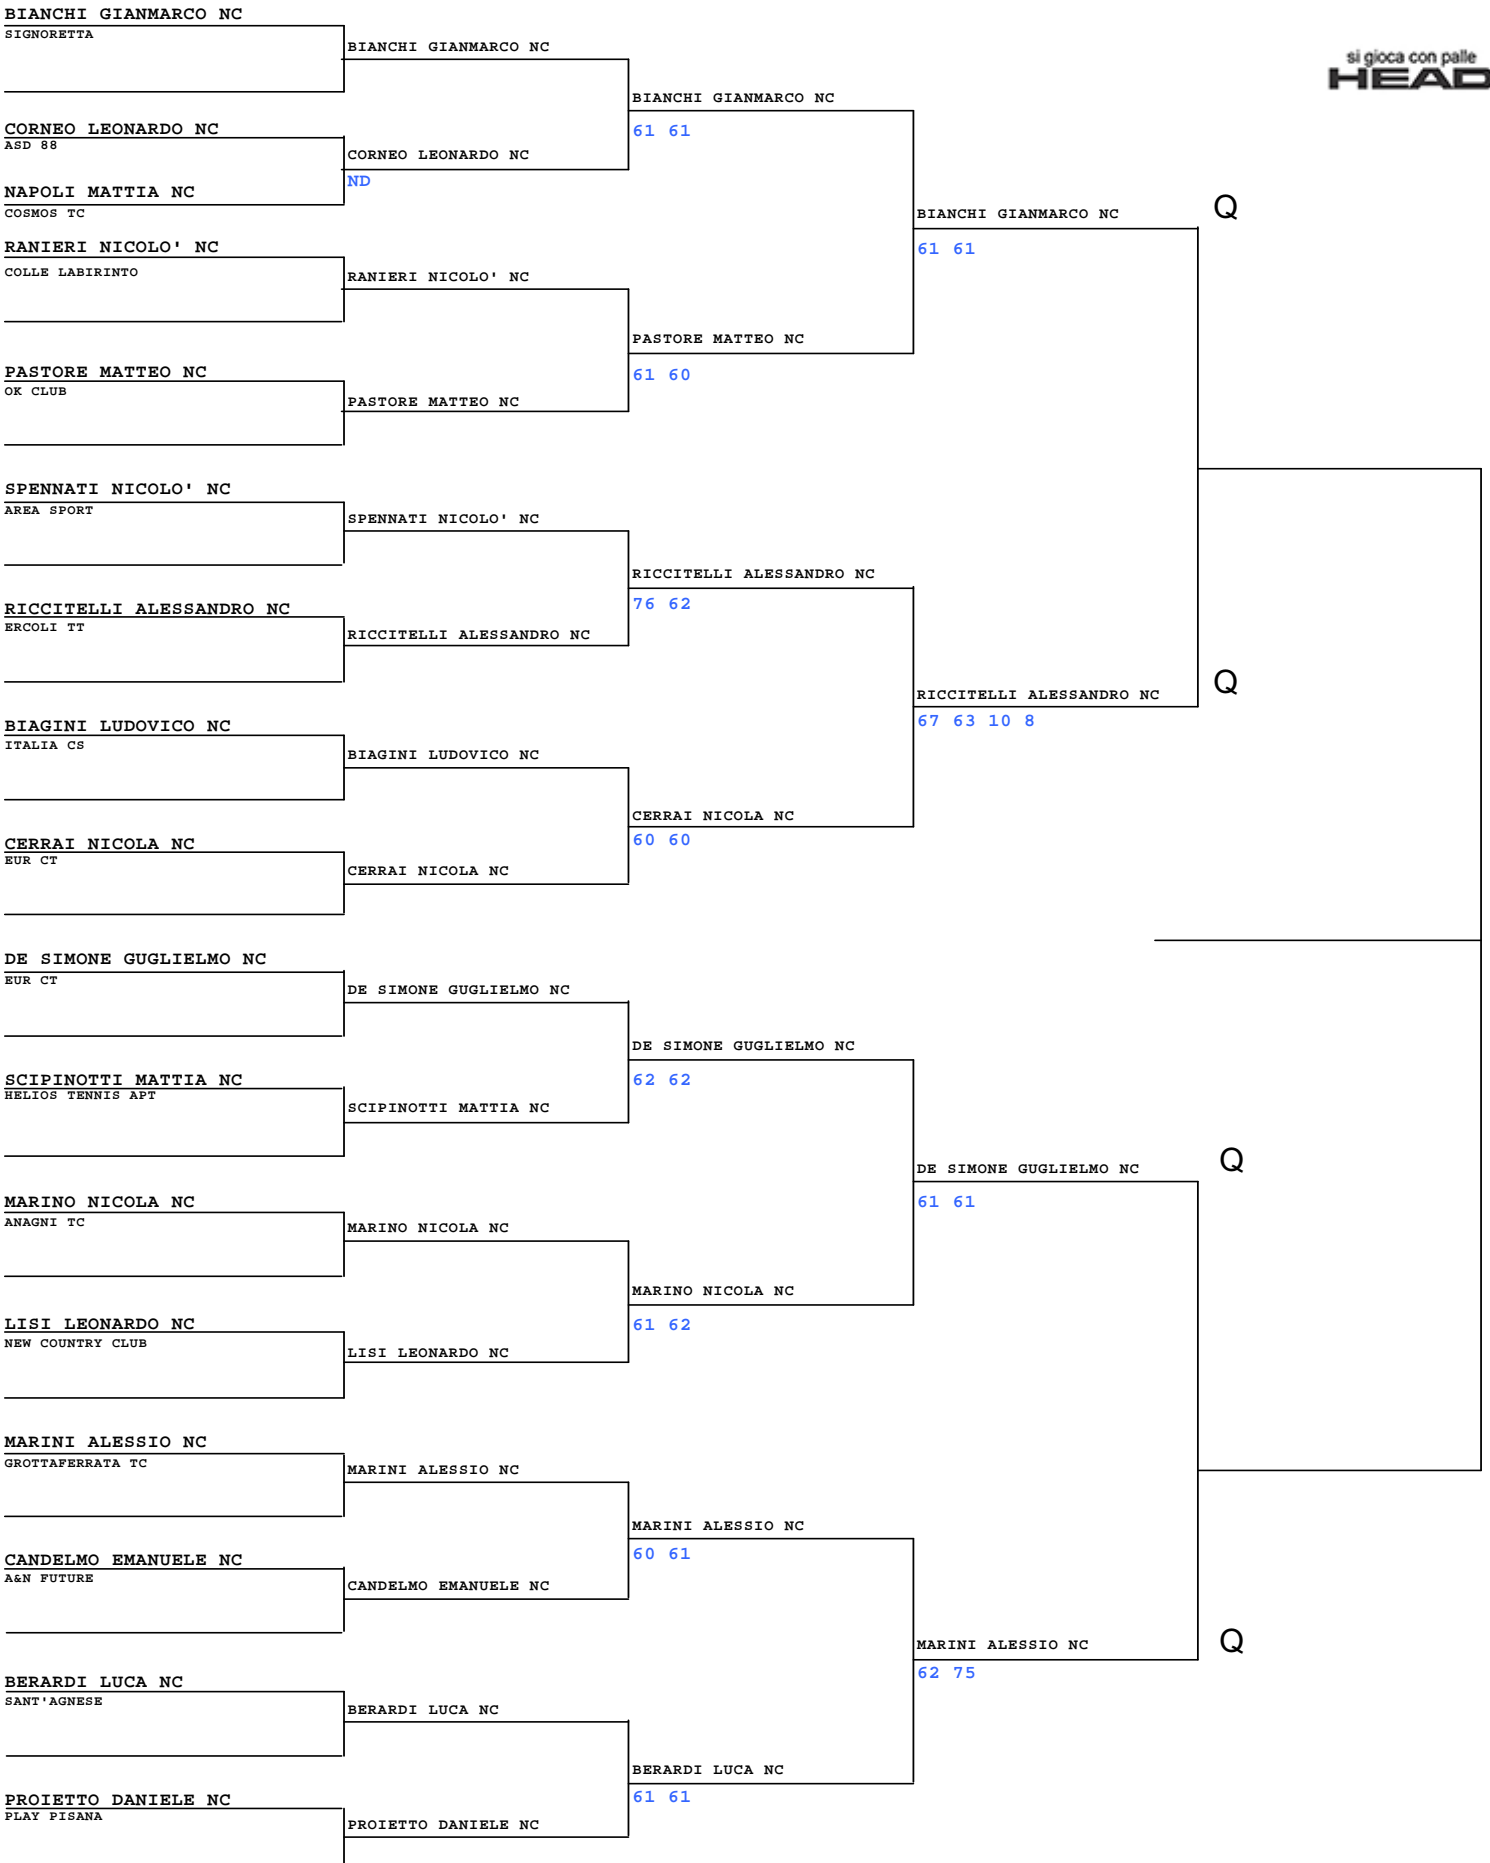 BIANCHI GIANMARCO NC
SIGNORETTA
BIANCHI GIANMARCO NC
si gioca con palle
HEAD
BIANCHI GIANMARCO NC
61 61
CORNEO LEONARDO NC
ASD 88
CORNEO LEONARDO NC
ND
NAPOLI MATTIA NC
COSMOS TC
BIANCHI GIANMARCO NC
Q
61 61
RANIERI NICOLO' NC
COLLE LABIRINTO
RANIERI NICOLO' NC
PASTORE MATTEO NC
61 60
PASTORE MATTEO NC
OK CLUB
PASTORE MATTEO NC
SPENNATI NICOLO' NC
AREA SPORT
SPENNATI NICOLO' NC
RICCITELLI ALESSANDRO NC
76 62
RICCITELLI ALESSANDRO NC
ERCOLI TT
RICCITELLI ALESSANDRO NC
RICCITELLI ALESSANDRO NC
Q
67 63 10 8
BIAGINI LUDOVICO NC
ITALIA CS
BIAGINI LUDOVICO NC
CERRAI NICOLA NC
60 60
CERRAI NICOLA NC
EUR CT
CERRAI NICOLA NC
DE SIMONE GUGLIELMO NC
EUR CT
DE SIMONE GUGLIELMO NC
DE SIMONE GUGLIELMO NC
62 62
SCIPINOTTI MATTIA NC
HELIOS TENNIS APT
SCIPINOTTI MATTIA NC
DE SIMONE GUGLIELMO NC
Q
61 61
MARINO NICOLA NC
ANAGNI TC
MARINO NICOLA NC
MARINO NICOLA NC
61 62
LISI LEONARDO NC
NEW COUNTRY CLUB
LISI LEONARDO NC
MARINI ALESSIO NC
GROTTAFERRATA TC
MARINI ALESSIO NC
MARINI ALESSIO NC
60 61
CANDELMO EMANUELE NC
A&N FUTURE
CANDELMO EMANUELE NC
MARINI ALESSIO NC
Q
62 75
BERARDI LUCA NC
SANT'AGNESE
BERARDI LUCA NC
BERARDI LUCA NC
61 61
PROIETTO DANIELE NC
PLAY PISANA
PROIETTO DANIELE NC